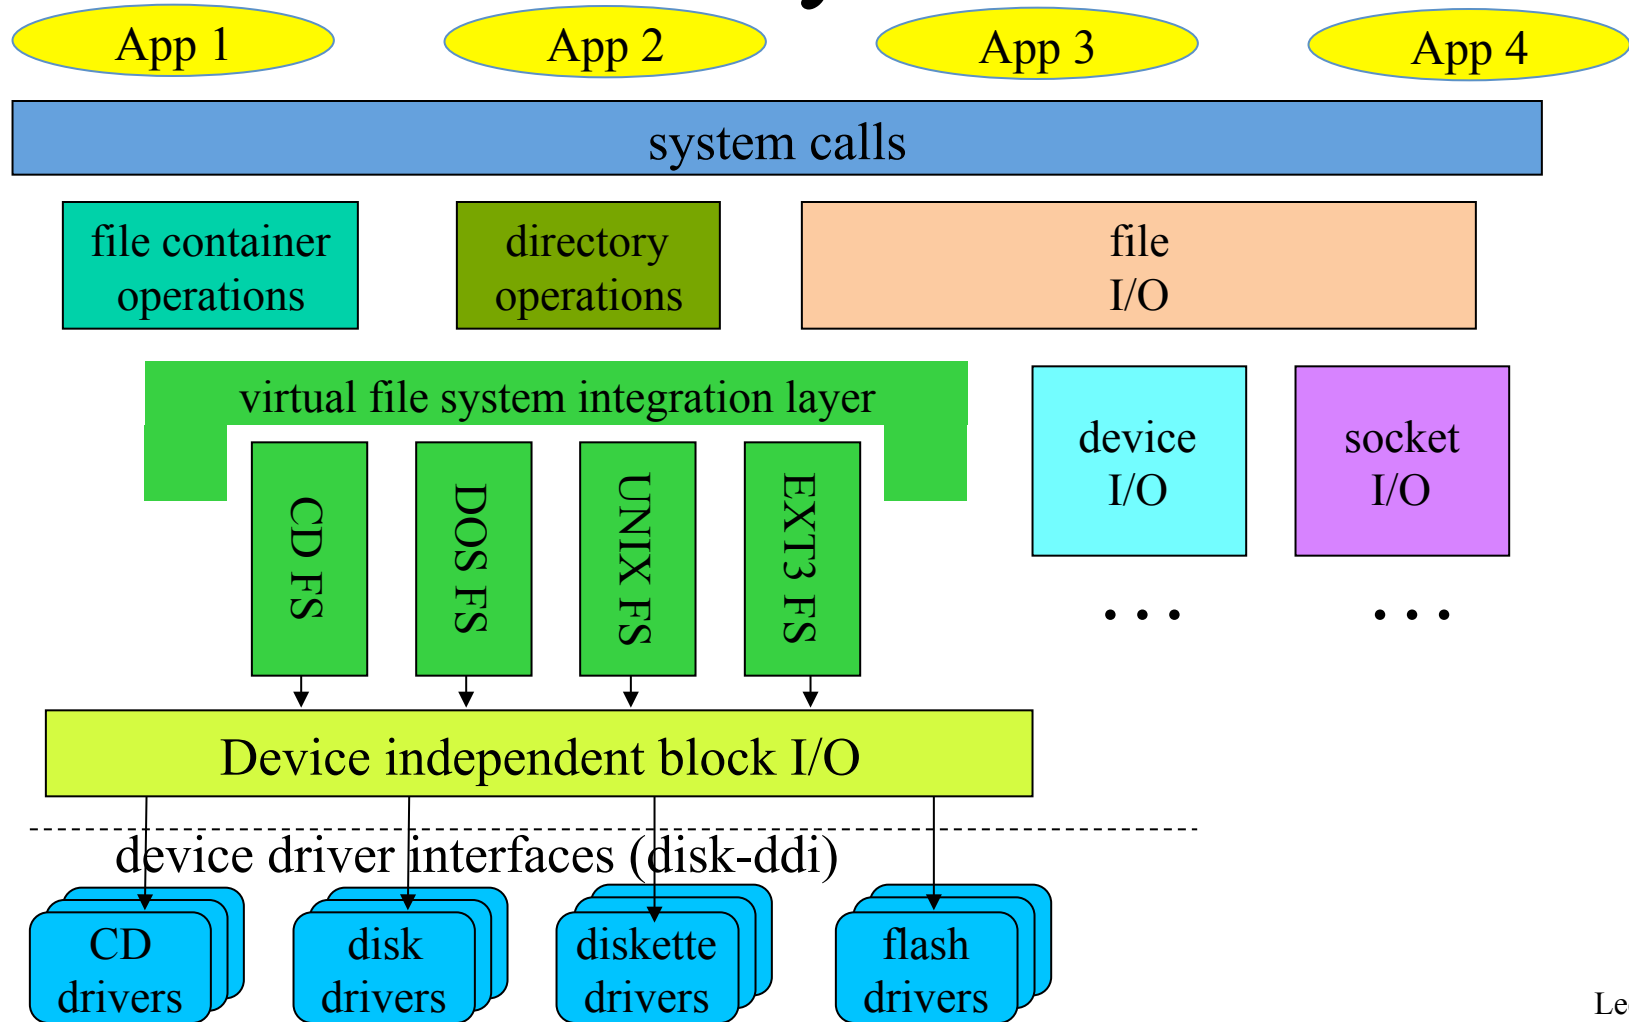 App 1
App 2
App 3
App 4
system calls
file container
operations
directory
operations
file
I/O
virtual file system integration layer
device
I/O
socket
I/O
CD FS
DOS FS
UNIX FS
EXT3 FS
. . .
. . .
Device independent block I/O
device driver interfaces (disk-ddi)
CD
drivers
disk
drivers
diskette
drivers
flash
drivers